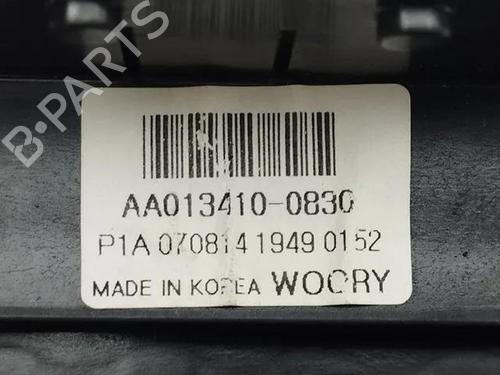 B-PARTS
AA013410-0830
P1A 070814 1949 0152
MADE IN KOREA WOORY